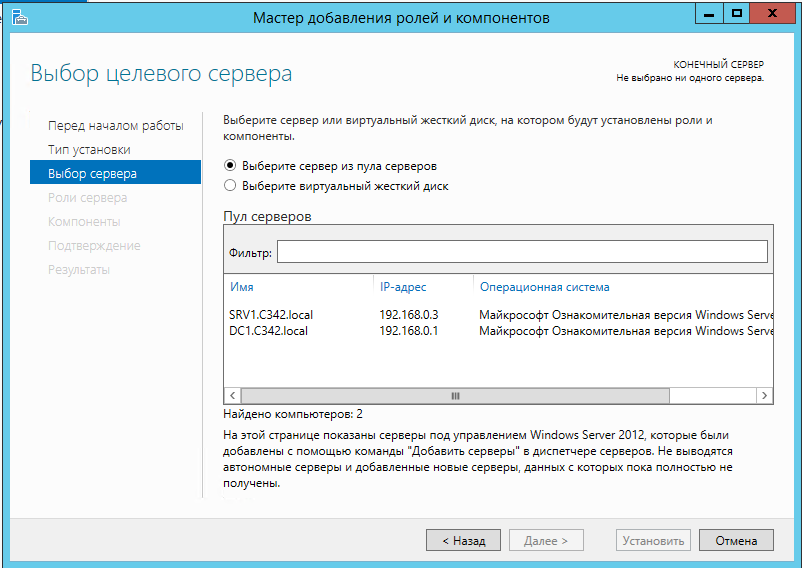 Мастер добавления ролей и компонентов
Выбор целевого сервера
КОНЕЧНЫЙ СЕРВЕР
Не выбрано ни одного сервера.
Перед началом работы
Тип установки
Выбор сервера
Роли сервера
Компоненты
Подтверждение
Результаты
Выберите сервер или виртуальный жесткий диск, на котором будут установлены роли и
компоненты.
Выберите сервер из пула серверов
Выберите виртуальный жесткий диск
Пул серверов
Фильтр:
Имя IP-адрес Операционная система
SRV1.C342.local 192.168.0.3 Майкрософт Ознакомительная версия Windows Serve
DC1.C342.local 192.168.0.1 Майкрософт Ознакомительная версия Windows Serve
Найдено компьютеров: 2
На этой странице показаны серверы под управлением Windows Server 2012, которые были
добавлены с помощью команды "Добавить серверы" в диспетчере серверов. Не выводятся
автономные серверы и добавленные новые серверы, данных с которых пока полностью не
получены.
< Назад Далее > Установить Отмена